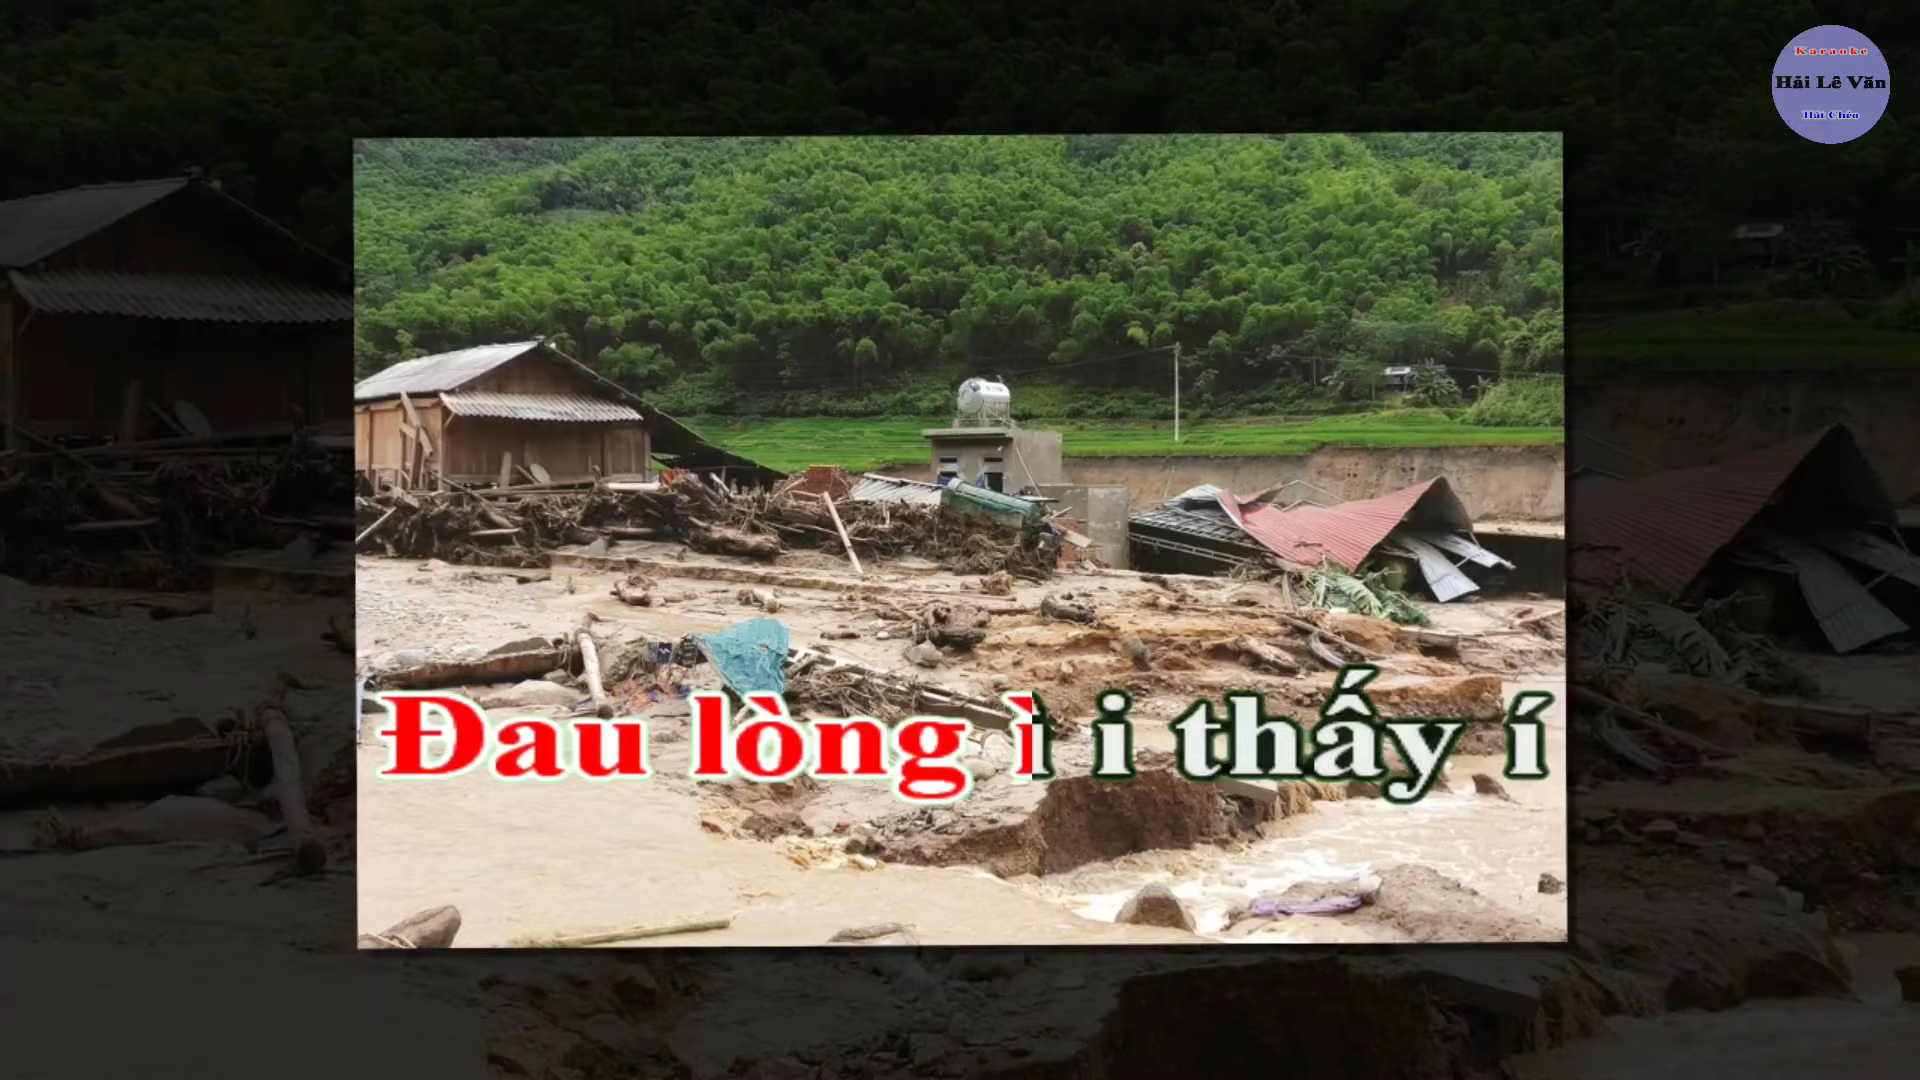 Karaoke
Hải Lê Văn
Hát Chèo
Đau lòng ì i thấy í